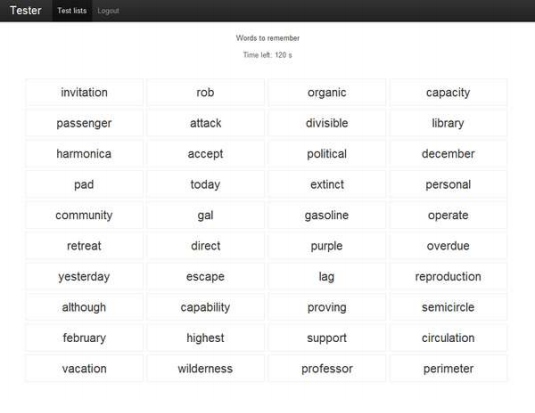 Tester Test lists Logout
Words to remember
Time left: 120 s
invitation rob organic capacity
passenger attack divisible library
harmonica accept political december
pad today extinct personal
community gal gasoline operate
retreat direct purple overdue
yesterday escape lag reproduction
although capability proving semicircle
february highest support circulation
vacation wilderness professor perimeter